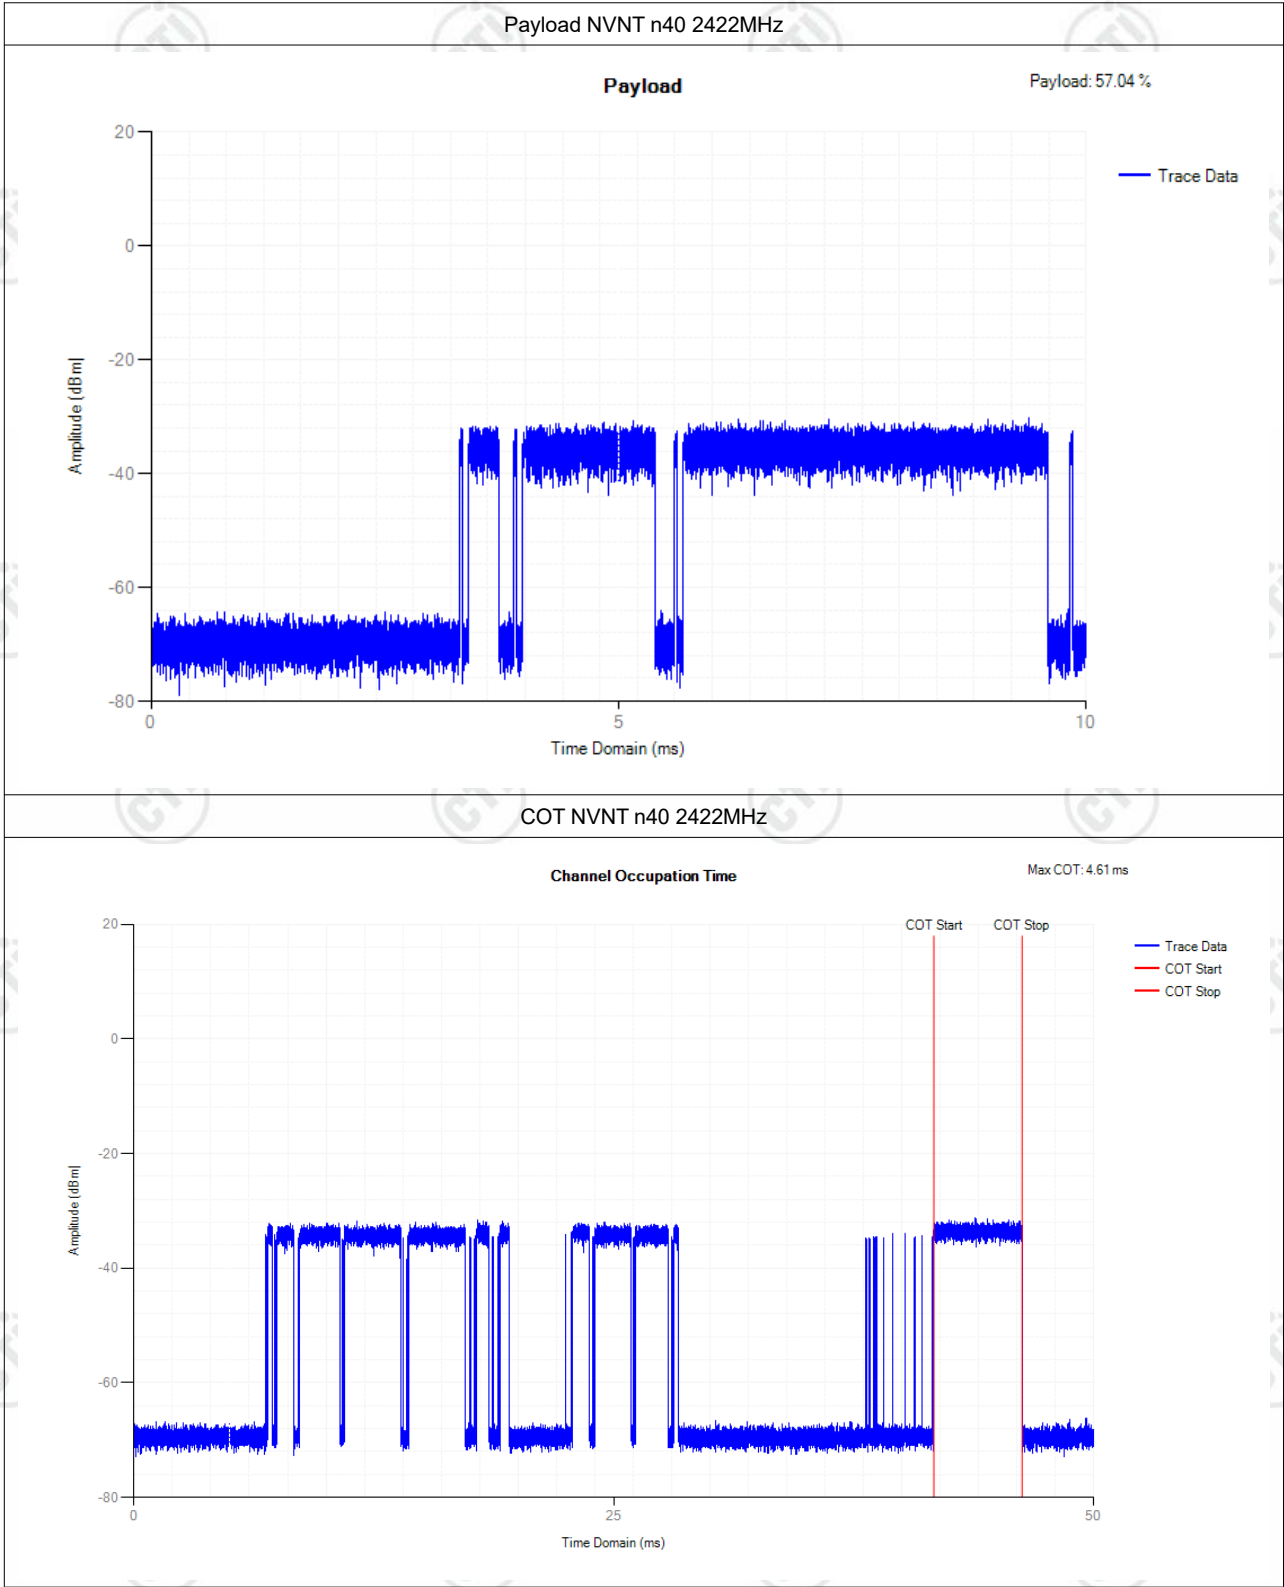 Payload NVNT n40 2422MHz
Payload
Payload: 57.04 %
20
0
-20
-40
-60
-80
Amplitude (dBm)
0
5
10
Time Domain (ms)
Trace Data
COT NVNT n40 2422MHz
Channel Occupation Time
Max COT: 4.61 ms
COT Start
COT Stop
20
0
-20
-40
-60
-80
Amplitude (dBm)
0
25
50
Time Domain (ms)
Trace Data
COT Start
COT Stop